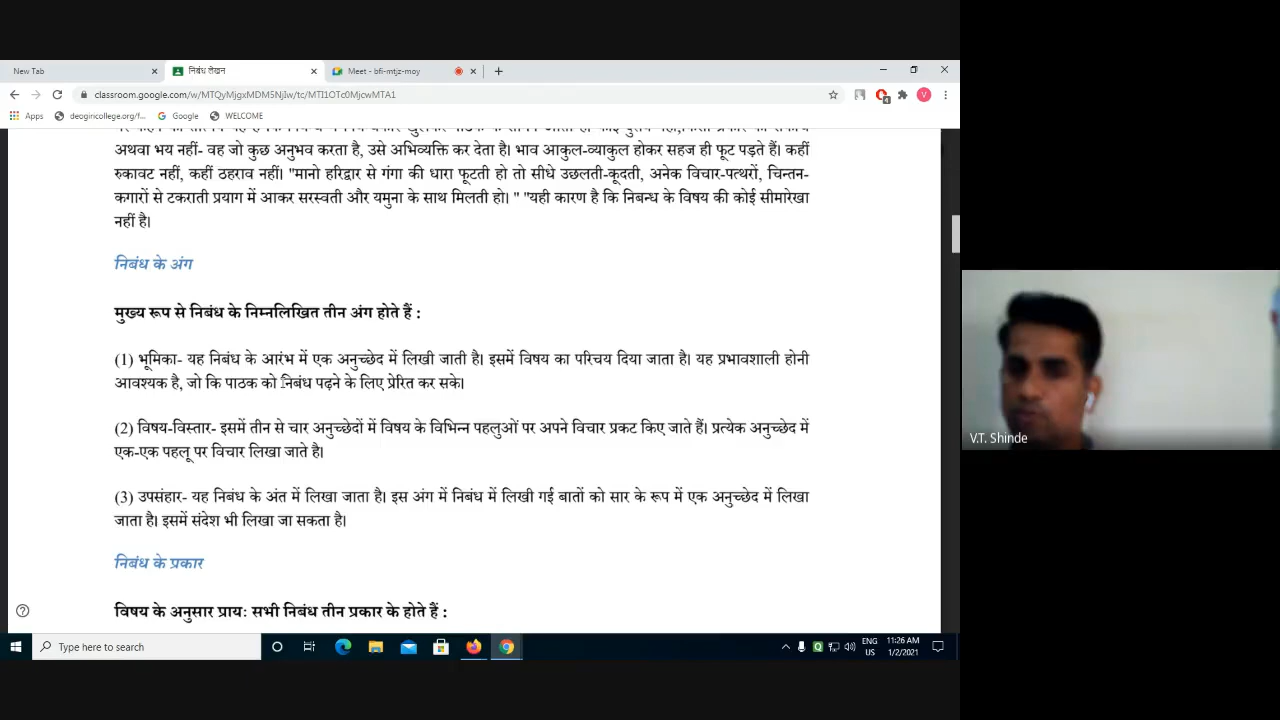 New Tab
निबंध लेखन
Meet - bfi-mtjz-moy
classroom.google.com/w/MTQyMjgxMDM5NjIw/tc/MTI1OTc0MjcwMTA1
Apps deogiricollege.org/f... Google WELCOME
अथवा भय नहीं- वह जो कुछ अनुभव करता है, उसे अभिव्यक्ति कर देता है। भाव आकुल-व्याकुल होकर सहज ही फूट पड़ते हैं। कहीं
रुकावट नहीं, कहीं ठहराव नहीं। "मानो हरिद्वार से गंगा की धारा फूटती हो तो सीधे उछलती-कूदती, अनेक विचार-पत्थरों, चिन्तन-
कगारों से टकराती प्रयाग में आकर सरस्वती और यमुना के साथ मिलती हो। " "यही कारण है कि निबन्ध के विषय की कोई सीमारेखा
नहीं है।
निबंध के अंग
मुख्य रूप से निबंध के निम्नलिखित तीन अंग होते हैं :
(1) भूमिका- यह निबंध के आरंभ में एक अनुच्छेद में लिखी जाती है। इसमें विषय का परिचय दिया जाता है। यह प्रभावशाली होनी
आवश्यक है, जो कि पाठक को निबंध पढ़ने के लिए प्रेरित कर सके।
(2) विषय-विस्तार- इसमें तीन से चार अनुच्छेदों में विषय के विभिन्न पहलुओं पर अपने विचार प्रकट किए जाते हैं। प्रत्येक अनुच्छेद में
एक-एक पहलू पर विचार लिखा जाते है।
(3) उपसंहार- यह निबंध के अंत में लिखा जाता है। इस अंग में निबंध में लिखी गई बातों को सार के रूप में एक अनुच्छेद में लिखा
जाता है। इसमें संदेश भी लिखा जा सकता है।
निबंध के प्रकार
विषय के अनुसार प्रायः सभी निबंध तीन प्रकार के होते हैं :
V.T. Shinde
Type here to search
ENG
US
11:26 AM
1/2/2021